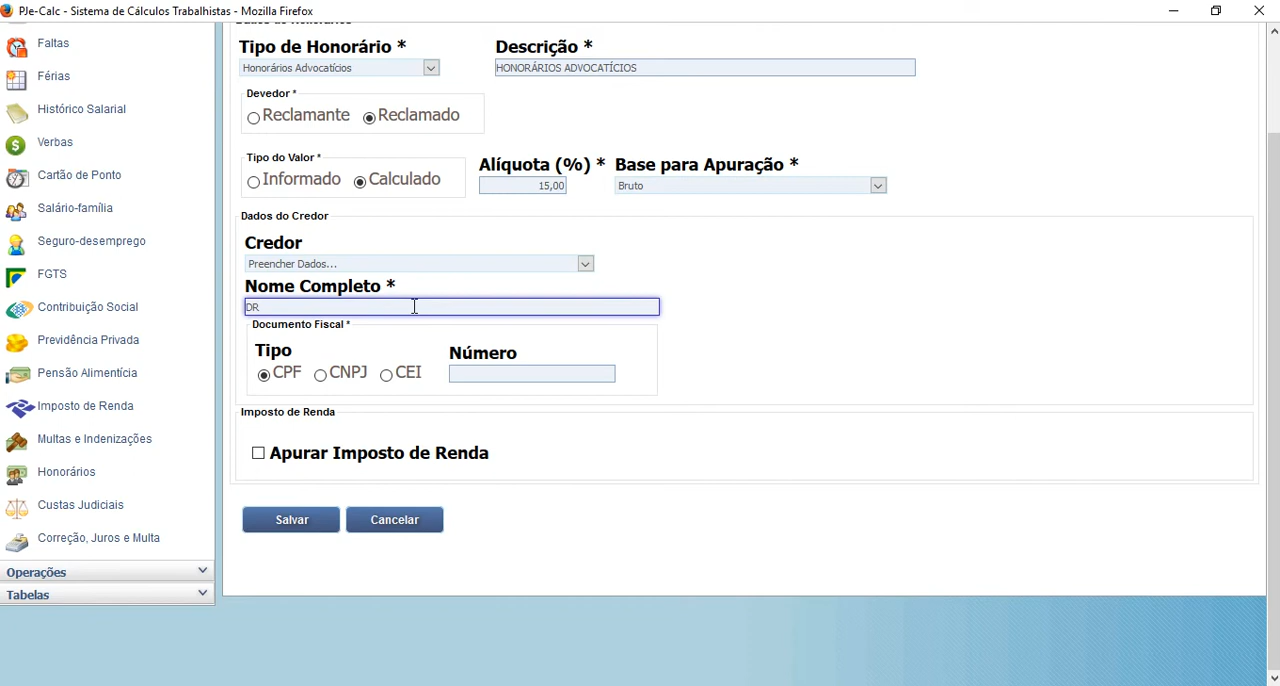 PJe-Calc - Sistema de Cálculos Trabalhistas - Mozilla Firefox
Faltas
Férias
Histórico Salarial
Verbas
Cartão de Ponto
Salário-família
Seguro-desemprego
FGTS
Contribuição Social
Previdência Privada
Pensão Alimentícia
Imposto de Renda
Multas e Indenizações
Honorários
Custas Judiciais
Correção, Juros e Multa
Operações
Tabelas
Dados de Honorários
Tipo de Honorário * Descrição *
Honorários Advocatícios HONORÁRIOS ADVOCATÍCIOS
Devedor *
Reclamante Reclamado
Tipo do Valor * Alíquota (%) * Base para Apuração *
Informado Calculado 15,00 Bruto
Dados do Credor
Credor
Preencher Dados...
Nome Completo *
DR
Documento Fiscal *
Tipo Número
CPF CNPJ CEI
Imposto de Renda
Apurar Imposto de Renda
Salvar Cancelar